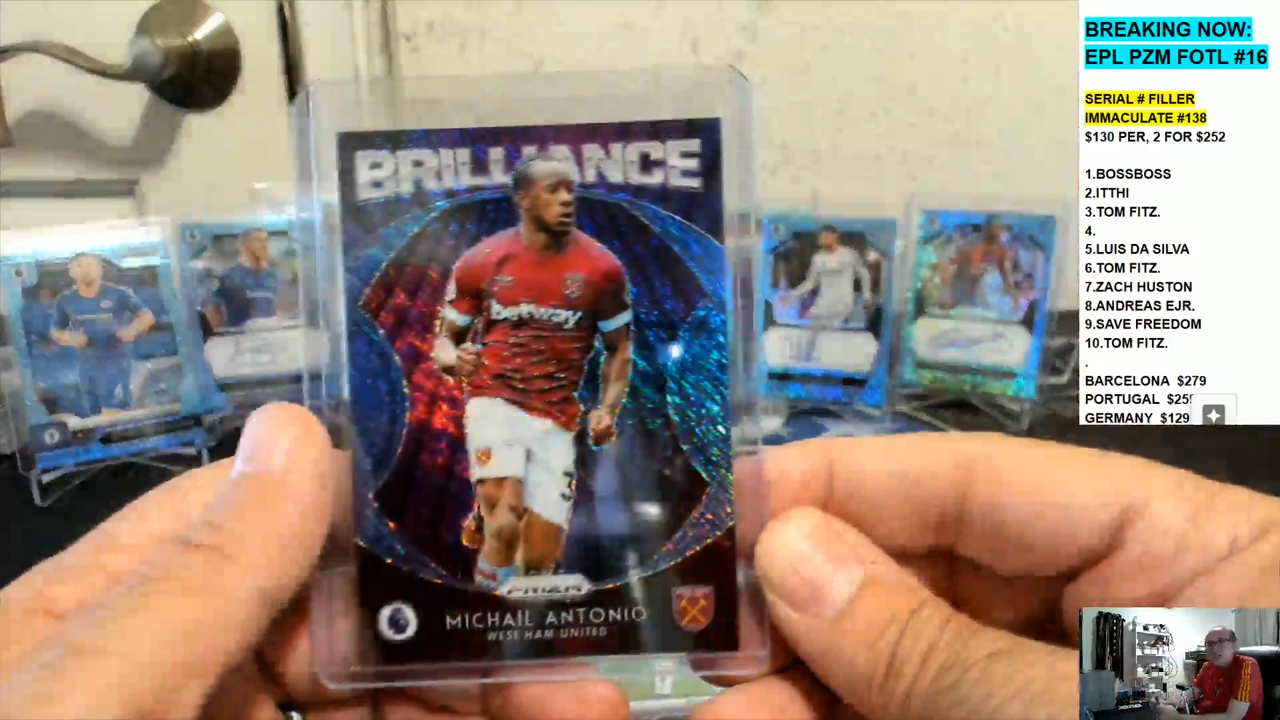 BREAKING NOW:
EPL PZM FOTL #16
SERIAL # FILLER
IMMACULATE #138
$130 PER, 2 FOR $252
1.BOSSBOSS
2.ITTHI
3.TOM FITZ.
4.
5.LUIS DA SILVA
6.TOM FITZ.
7.ZACH HUSTON
8.ANDREAS EJR.
9.SAVE FREEDOM
10.TOM FITZ.
.
BARCELONA $279
PORTUGAL
GERMANY $129
BRILLIANCE
betway
3
PRIZM
MICHAIL ANTONIO
WEST HAM UNITED